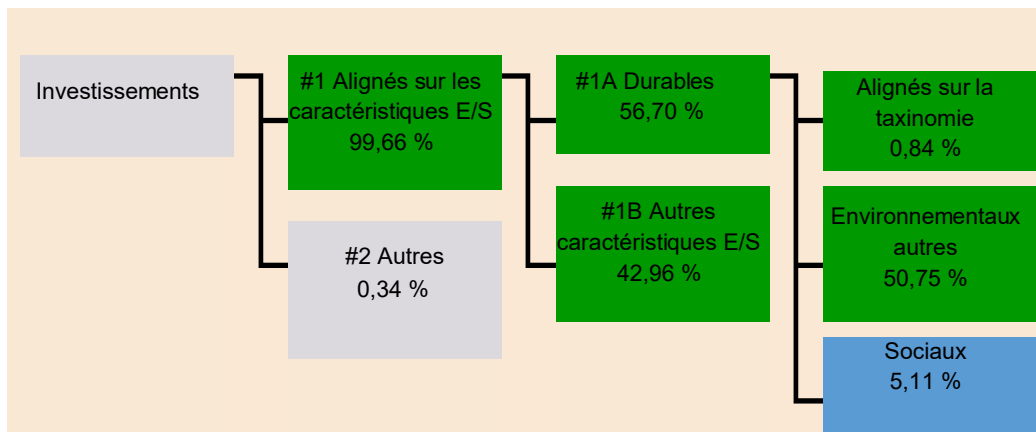 Investissements
#1 Alignés sur les
caractéristiques E/S
99,66 %
#2 Autres
0,34 %
#1A Durables
56,70 %
#1B Autres
caractéristiques E/S
42,96 %
Alignés sur la
taxinomie
0,84 %
Environnementaux
autres
50,75 %
Sociaux
5,11 %